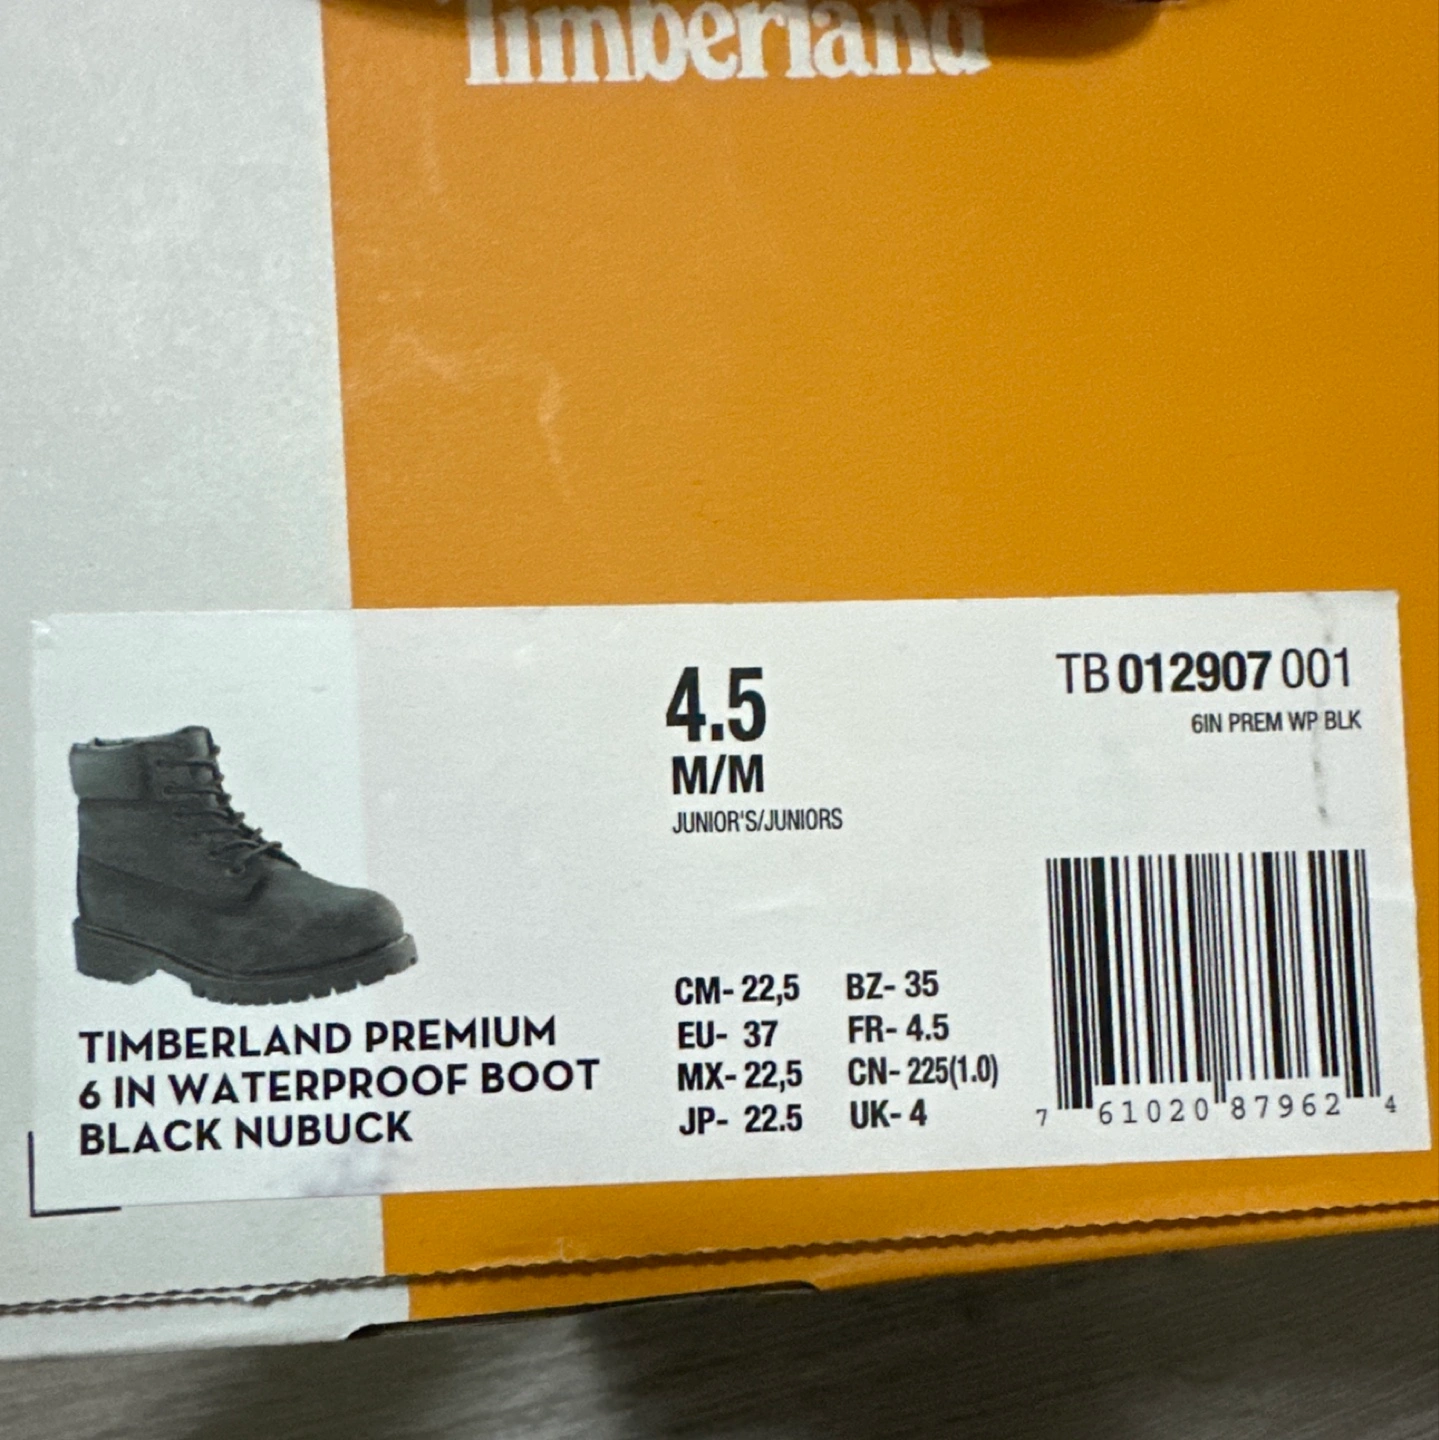 Timberland
4.5
M/M
JUNIOR'S/JUNIORS
TB 012907 001
6IN PREM WP BLK
TIMBERLAND PREMIUM
6 IN WATERPROOF BOOT
BLACK NUBUCK
CM- 22,5 BZ- 35
EU- 37 FR- 4.5
MX- 22,5 CN- 225(1.0)
JP- 22.5 UK- 4
7 61020 87962 4